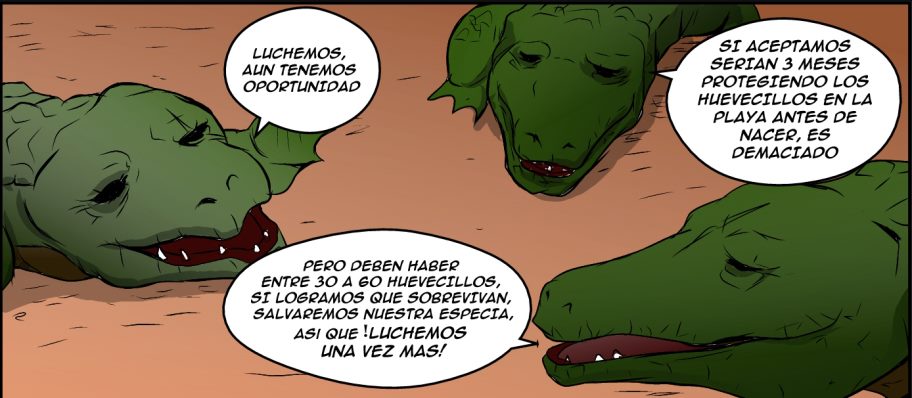 LUCHEMOS,
AUN TENEMOS
OPORTUNIDAD
SI ACEPTAMOS
SERIAN 3 MESES
PROTEGIENDO LOS
HUEVECILLOS EN LA
PLAYA ANTES DE
NACER, ES
DEMACIADO
PERO DEBEN HABER
ENTRE 30 A 60 HUEVECILLOS,
SI LOGRAMOS QUE SOBREVIVAN,
SALVAREMOS NUESTRA ESPECIA,
ASI QUE !LUCHEMOS
UNA VEZ MAS!